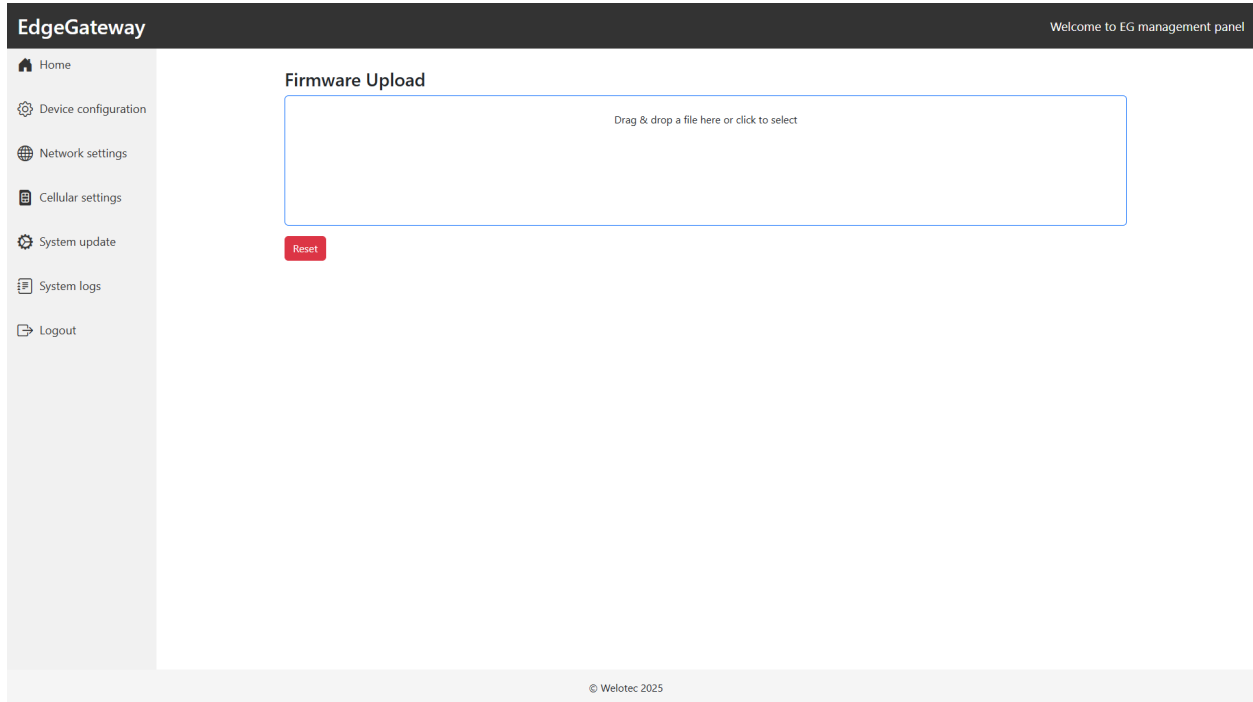 EdgeGateway
Welcome to EG management panel
Home
Device configuration
Network settings
Cellular settings
System update
System logs
Logout
Firmware Upload
Drag & drop a file here or click to select
Reset
© Welotec 2025